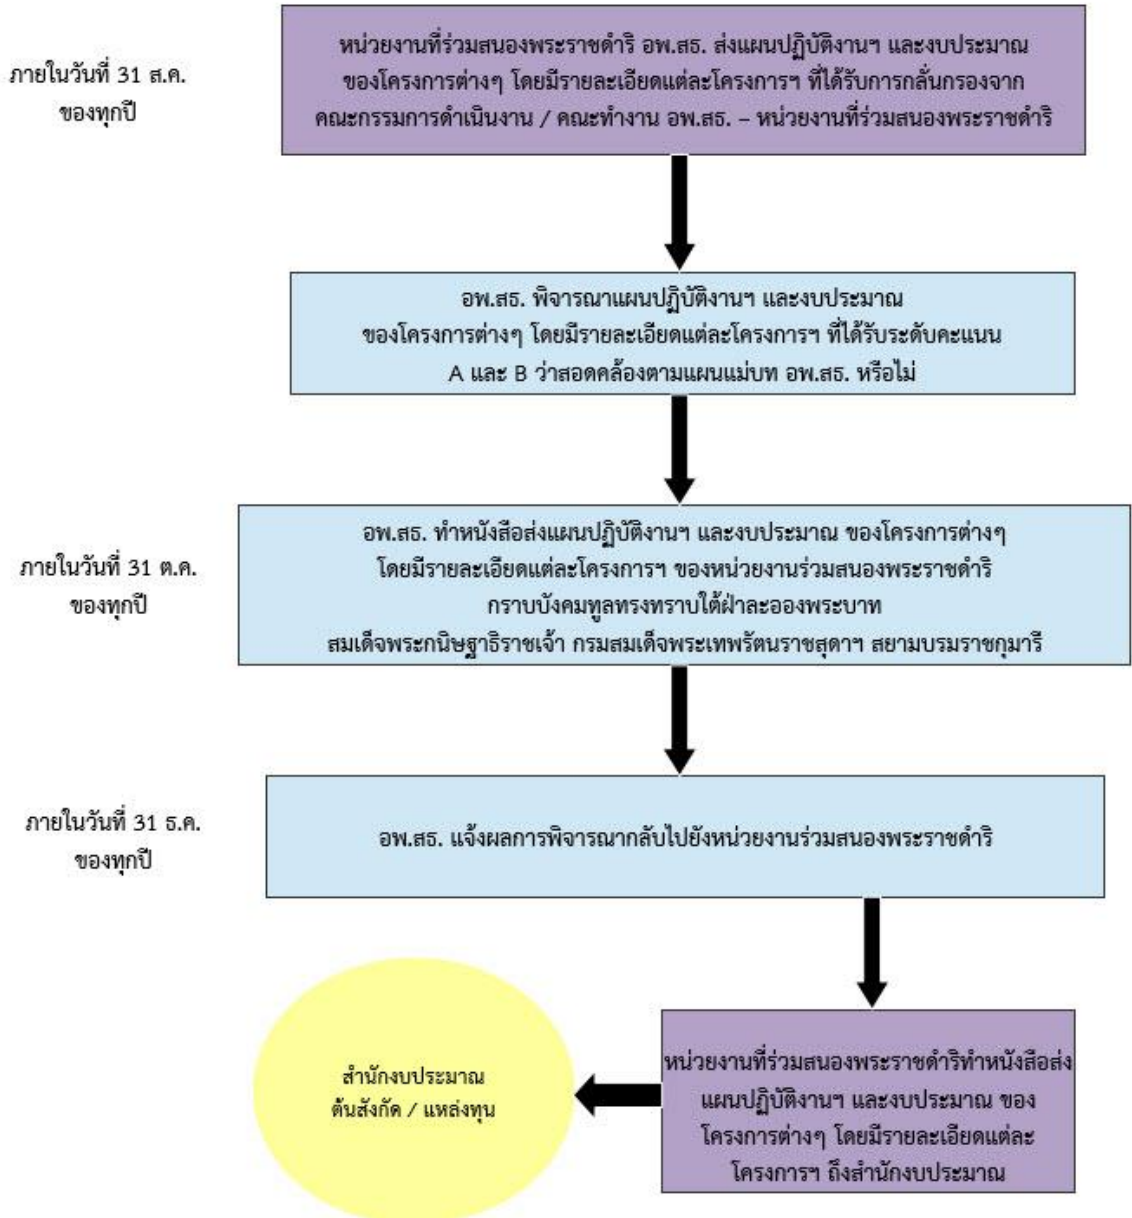 ภายในวันที่ 31 ส.ค.
ของทุกปี
หน่วยงานที่ร่วมสนองพระราชดำริ อพ.สธ. ส่งแผนปฏิบัติงานฯ และงบประมาณ
ของโครงการต่างๆ โดยมีรายละเอียดแต่ละโครงการฯ ที่ได้รับการกลั่นกรองจาก
คณะกรรมการดำเนินงาน / คณะทำงาน อพ.สธ. – หน่วยงานที่ร่วมสนองพระราชดำริ
อพ.สธ. พิจารณาแผนปฏิบัติงานฯ และงบประมาณ
ของโครงการต่างๆ โดยมีรายละเอียดแต่ละโครงการฯ ที่ได้รับระดับคะแนน
A และ B ว่าสอดคล้องตามแผนแม่บท อพ.สธ. หรือไม่
ภายในวันที่ 31 ต.ค.
ของทุกปี
อพ.สธ. ทำหนังสือส่งแผนปฏิบัติงานฯ และงบประมาณ ของโครงการต่างๆ
โดยมีรายละเอียดแต่ละโครงการฯ ของหน่วยงานร่วมสนองพระราชดำริ
กราบบังคมทูลทรงทราบใต้ฝ่าละอองพระบาท
สมเด็จพระกนิษฐาธิราชเจ้า กรมสมเด็จพระเทพรัตนราชสุดาฯ สยามบรมราชกุมารี
ภายในวันที่ 31 ธ.ค.
ของทุกปี
อพ.สธ. แจ้งผลการพิจารณากลับไปยังหน่วยงานร่วมสนองพระราชดำริ
สำนักงบประมาณ
ต้นสังกัด / แหล่งทุน
หน่วยงานที่ร่วมสนองพระราชดำริทำหนังสือส่ง
แผนปฏิบัติงานฯ และงบประมาณ ของ
โครงการต่างๆ โดยมีรายละเอียดแต่ละ
โครงการฯ ถึงสำนักงบประมาณ